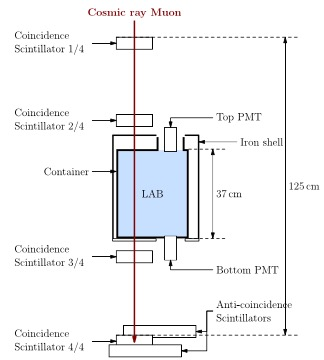 Cosmic ray Muon
Coincidence
Scintillator 1/4
Coincidence
Scintillator 2/4
Top PMT
Iron shell
Container
LAB
37 cm
125 cm
Coincidence
Scintillator 3/4
Bottom PMT
Anti-coincidence
Scintillators
Coincidence
Scintillator 4/4